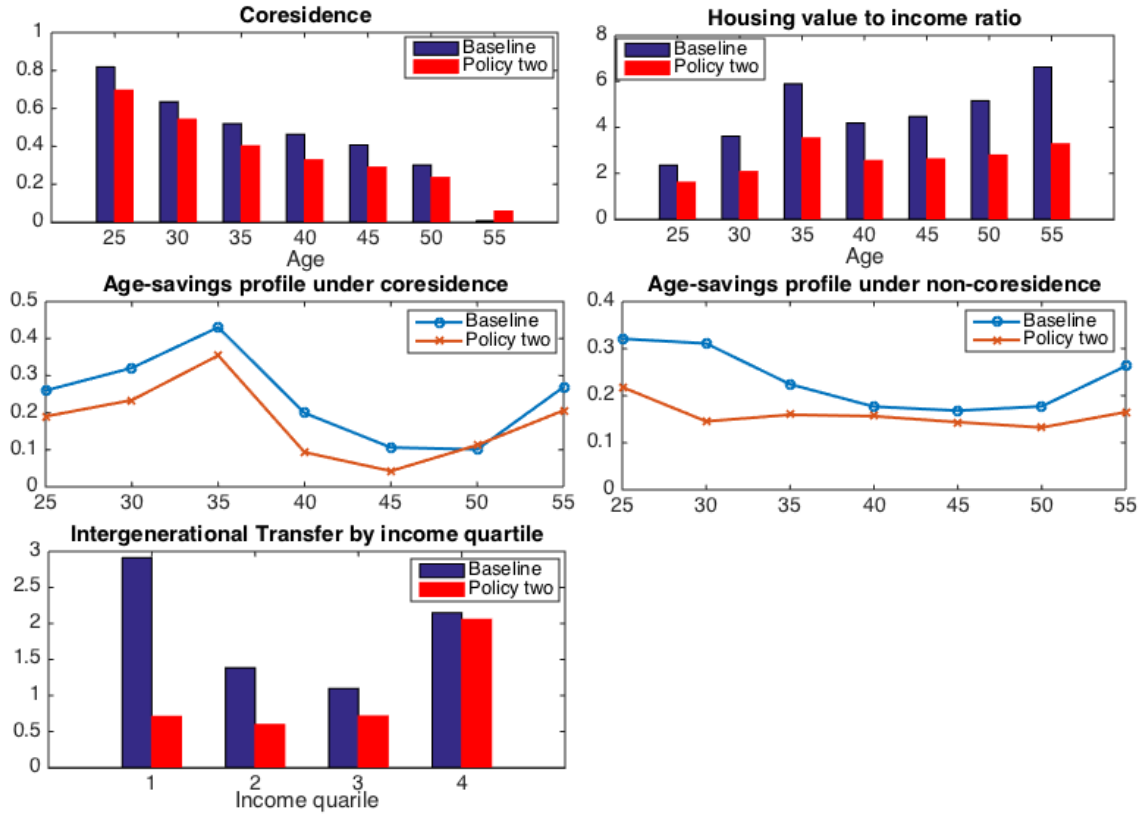 Coresidence
1
0.8
0.6
0.4
0.2
0
Baseline
Policy two
25 30 35 40 45 50 55
Age
Housing value to income ratio
8
6
4
2
0
Baseline
Policy two
25 30 35 40 45 50 55
Age
Age-savings profile under coresidence
0.5
0.4
0.3
0.2
0.1
0
Baseline
Policy two
25 30 35 40 45 50 55
Age-savings profile under non-coresidence
0.4
0.3
0.2
0.1
0
Baseline
Policy two
25 30 35 40 45 50 55
Intergenerational Transfer by income quartile
3
2.5
2
1.5
1
0.5
0
Baseline
Policy two
1 2 3 4
Income quarile